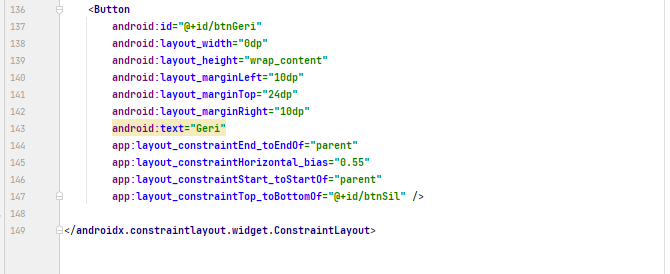 136 <Button
137 android:id="@+id/btnGeri"
138 android:layout_width="0dp"
139 android:layout_height="wrap_content"
140 android:layout_marginLeft="10dp"
141 android:layout_marginTop="24dp"
142 android:layout_marginRight="10dp"
143 android:text="Geri"
144 app:layout_constraintEnd_toEndOf="parent"
145 app:layout_constraintHorizontal_bias="0.55"
146 app:layout_constraintStart_toStartOf="parent"
147 app:layout_constraintTop_toBottomOf="@+id/btnSil" />
148
149 </androidx.constraintlayout.widget.ConstraintLayout>